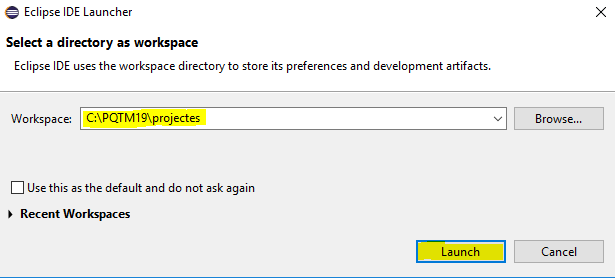 Eclipse IDE Launcher
Select a directory as workspace
Eclipse IDE uses the workspace directory to store its preferences and development artifacts.
Workspace: C:\PQTM19\projectes Browse...
Use this as the default and do not ask again
Recent Workspaces
Launch Cancel